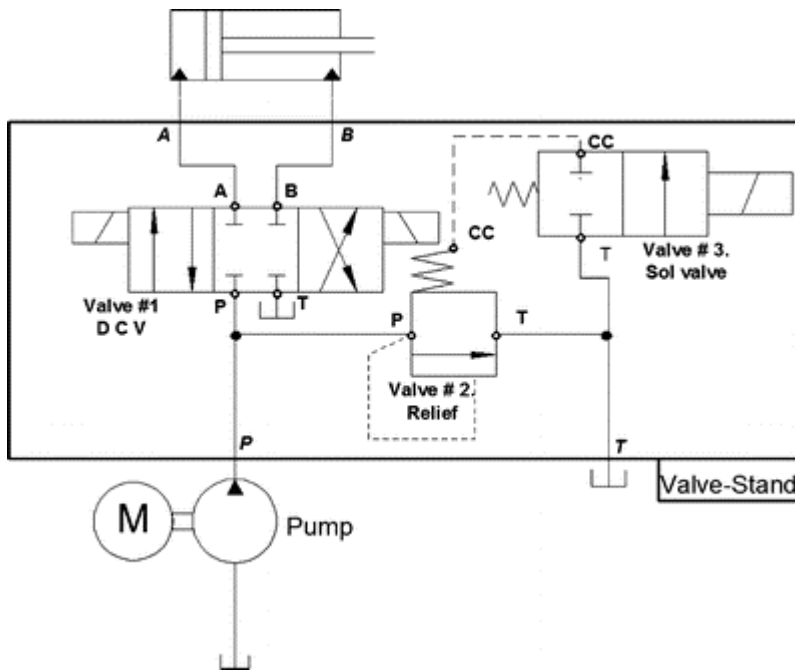 A
B
CC
A
B
CC
T
Valve # 3.
Sol valve
Valve #1
D C V
P
T
P
T
Valve # 2.
Relief
P
T
Valve-Stand
M
Pump